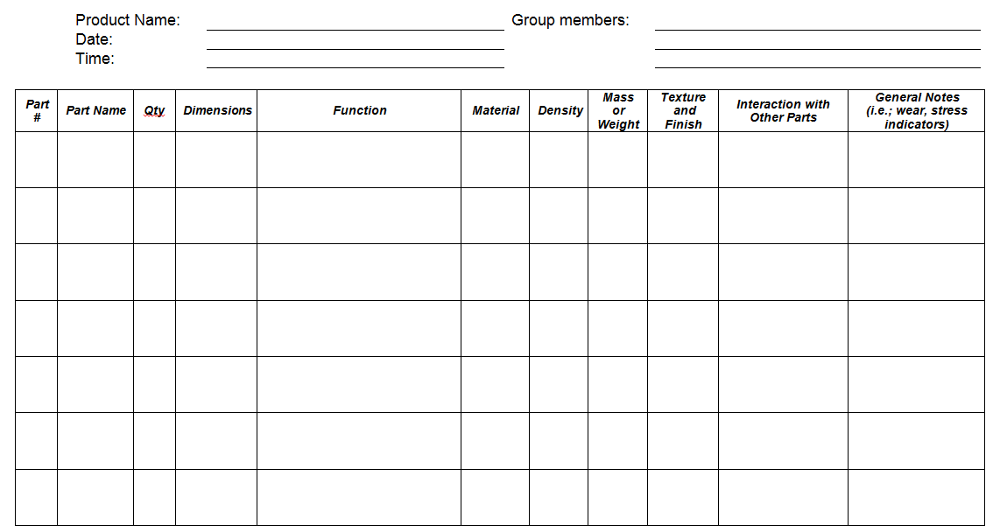 Product Name: Group members:
Date:
Time:
Part
#
Part Name
Qty
Dimensions
Function
Material
Density
Mass
or
Weight
Texture
and
Finish
Interaction with
Other Parts
General Notes
(i.e.; wear, stress
indicators)